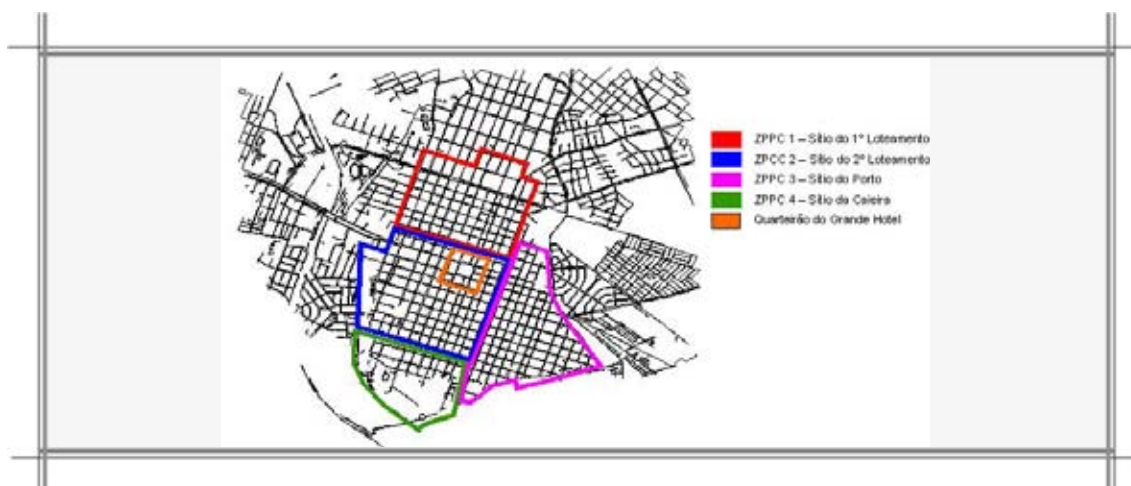 ZPPC 1 – Sítio do 1º Loteamento
ZPCC 2 – Sítio do 2º Loteamento
ZPPC 3 – Sítio do Porto
ZPPC 4 – Sítio da Caieira
Quarteirão do Grande Hotel